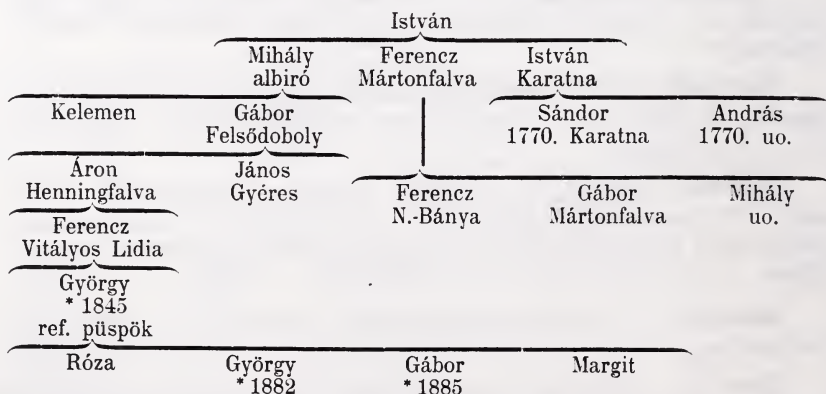 István
Mihály Ferencz István
albiró Mártonfalva Karatna
Kelemen Gábor Sándor András
Felsődoboly 1770. Karatna 1770. uo.
Áron János Ferencz Gábor Mihály
Henningfalva Gyéres N.-Bánya Mártonfalva uo.
Ferencz
Vitályos Lidia
György
* 1845
ref. püspök
Róza György Gábor Margit
* 1882 * 1885